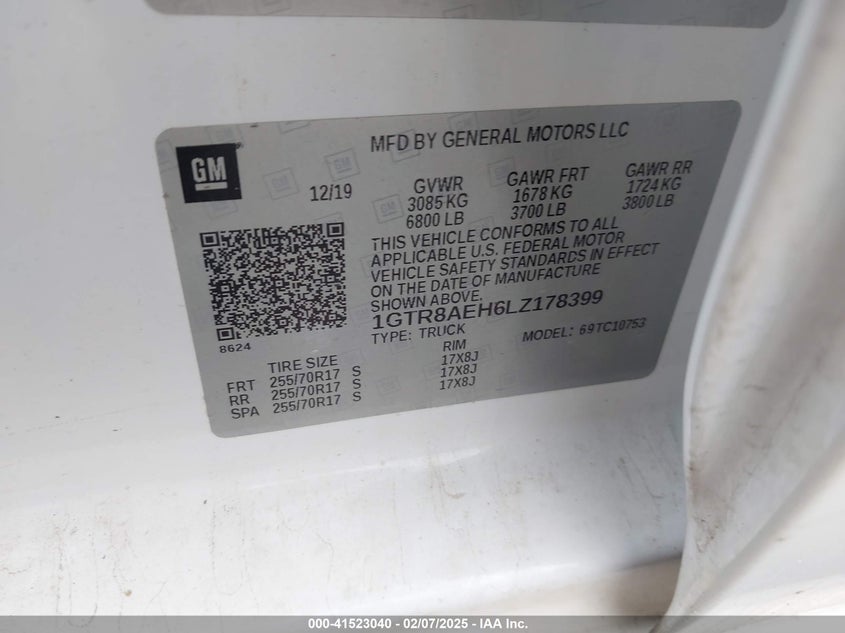 GM
MFD BY GENERAL MOTORS LLC
12/19
GVWR
3085 KG
6800 LB
GAWR FRT
1678 KG
3700 LB
GAWR RR
1724 KG
3800 LB
THIS VEHICLE CONFORMS TO ALL
APPLICABLE U.S. FEDERAL MOTOR
VEHICLE SAFETY STANDARDS IN EFFECT
ON THE DATE OF MANUFACTURE
SHOWN ABOVE.
1GTR8AEH6LZ178399
TYPE: TRUCK
MODEL: 69TC10753
8624
TIRE SIZE RIM
FRT 255/70R17 S 17X8J
RR 255/70R17 S 17X8J
SPA 255/70R17 S 17X8J
000-41523040 - 02/07/2025 - IAA Inc.